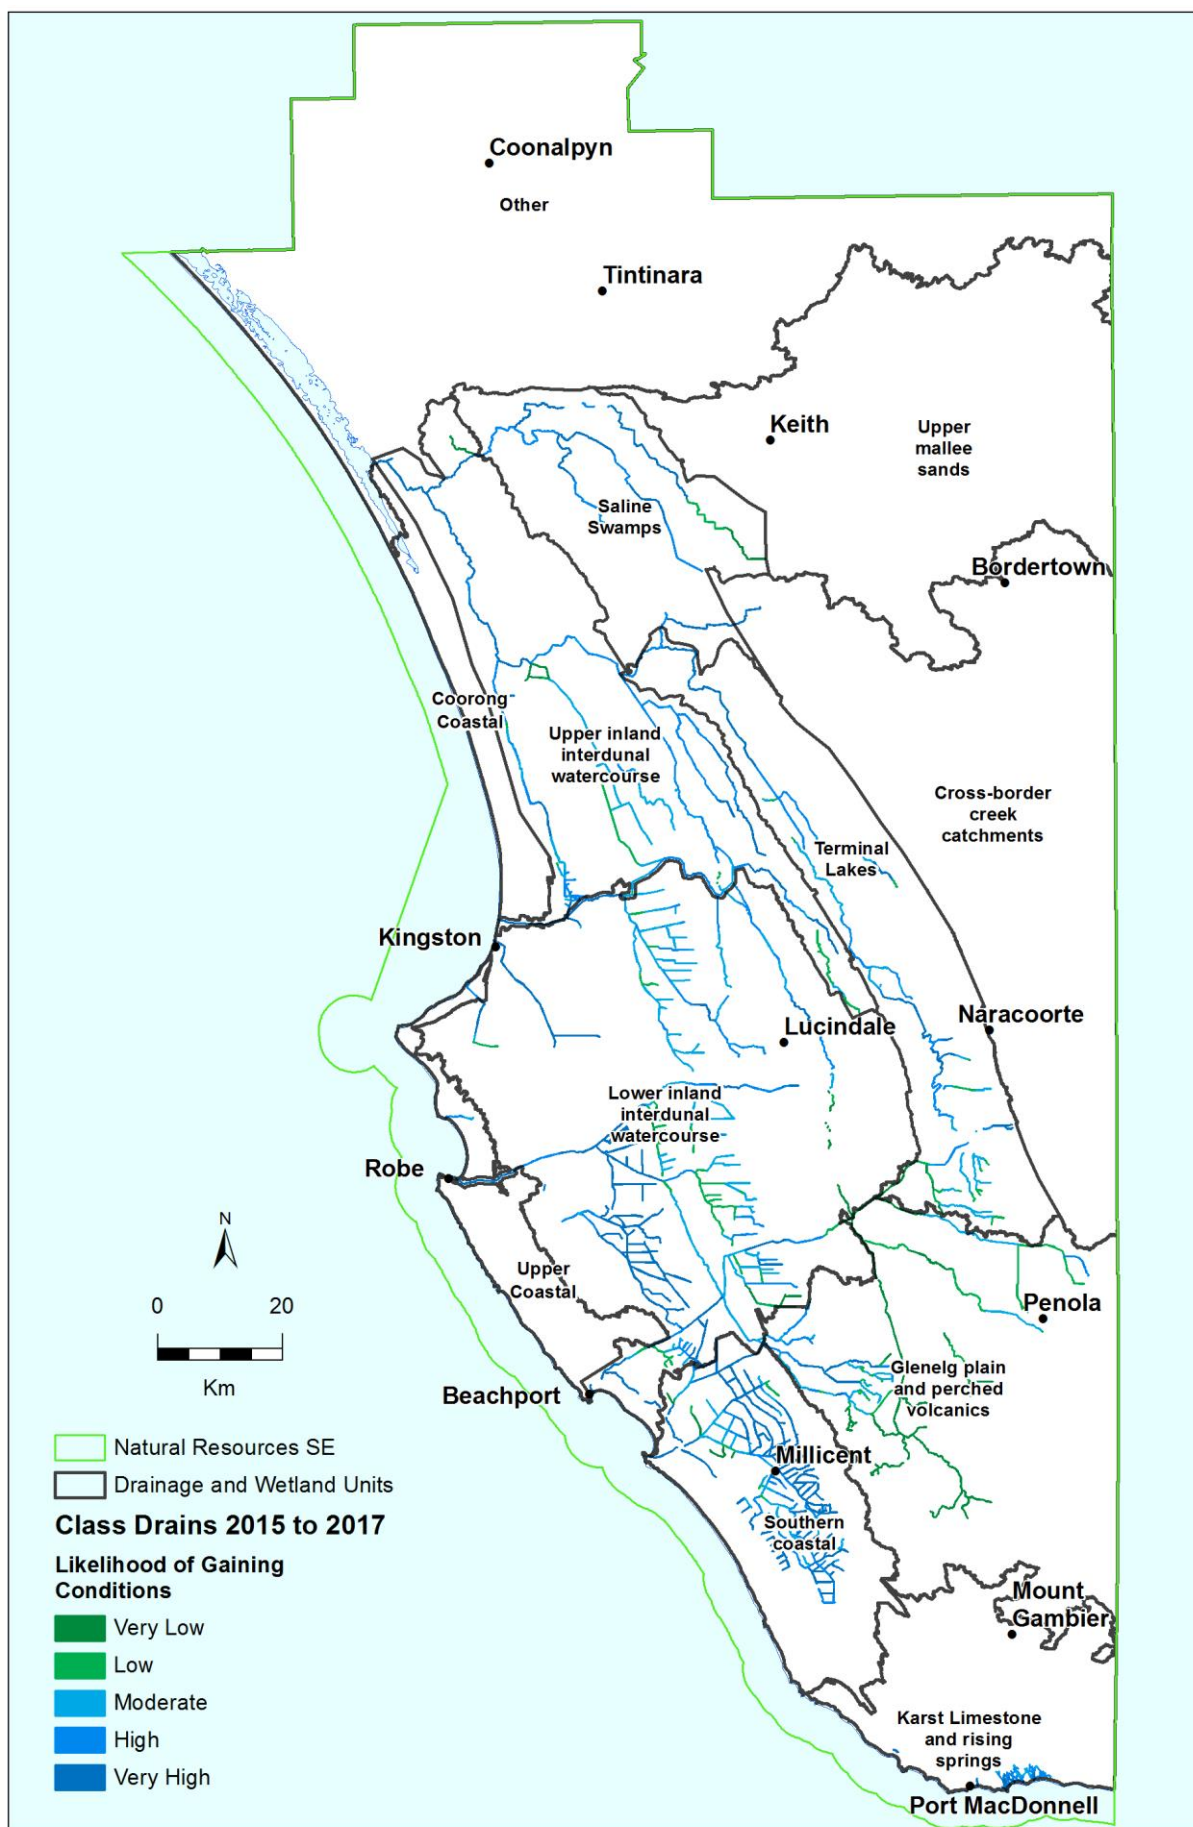 Coonalpyn
Other
Tintinara
Keith
Upper
mallee
sands
Saline
Swamps
Bordertown
Coorong
Coastal
Upper inland
interdunal
watercourse
Cross-border
creek
catchments
Terminal
Lakes
Kingston
Lucindale
Naracoorte
Lower inland
interdunal
watercourse
Robe
N
0 20
Km
Upper
Coastal
Penola
Glenelg plain
and perched
volcanics
Beachport
Millicent
Southern
coastal
Mount
Gambier
Karst Limestone
and rising
springs
Port MacDonnell
Natural Resources SE
Drainage and Wetland Units
Class Drains 2015 to 2017
Likelihood of Gaining
Conditions
Very Low
Low
Moderate
High
Very High